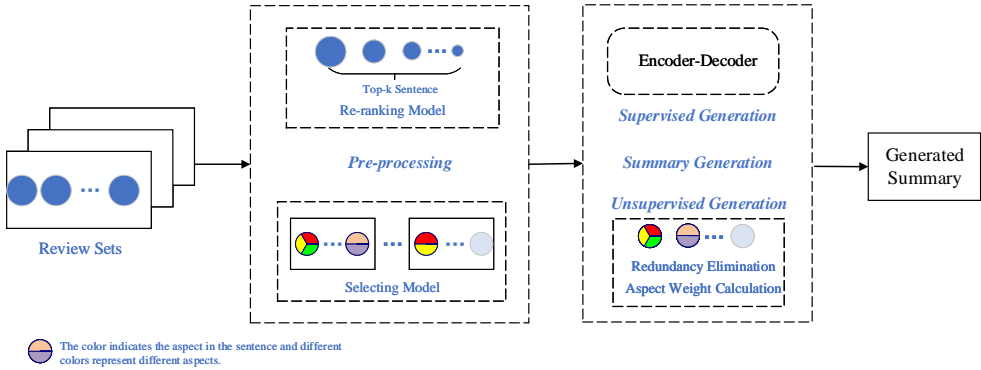 Review Sets
Top-k Sentence
Re-ranking Model
Pre-processing
Selecting Model
Encoder-Decoder
Supervised Generation
Summary Generation
Unsupervised Generation
Redundancy Elimination
Aspect Weight Calculation
Generated
Summary
The color indicates the aspect in the sentence and different
colors represent different aspects.